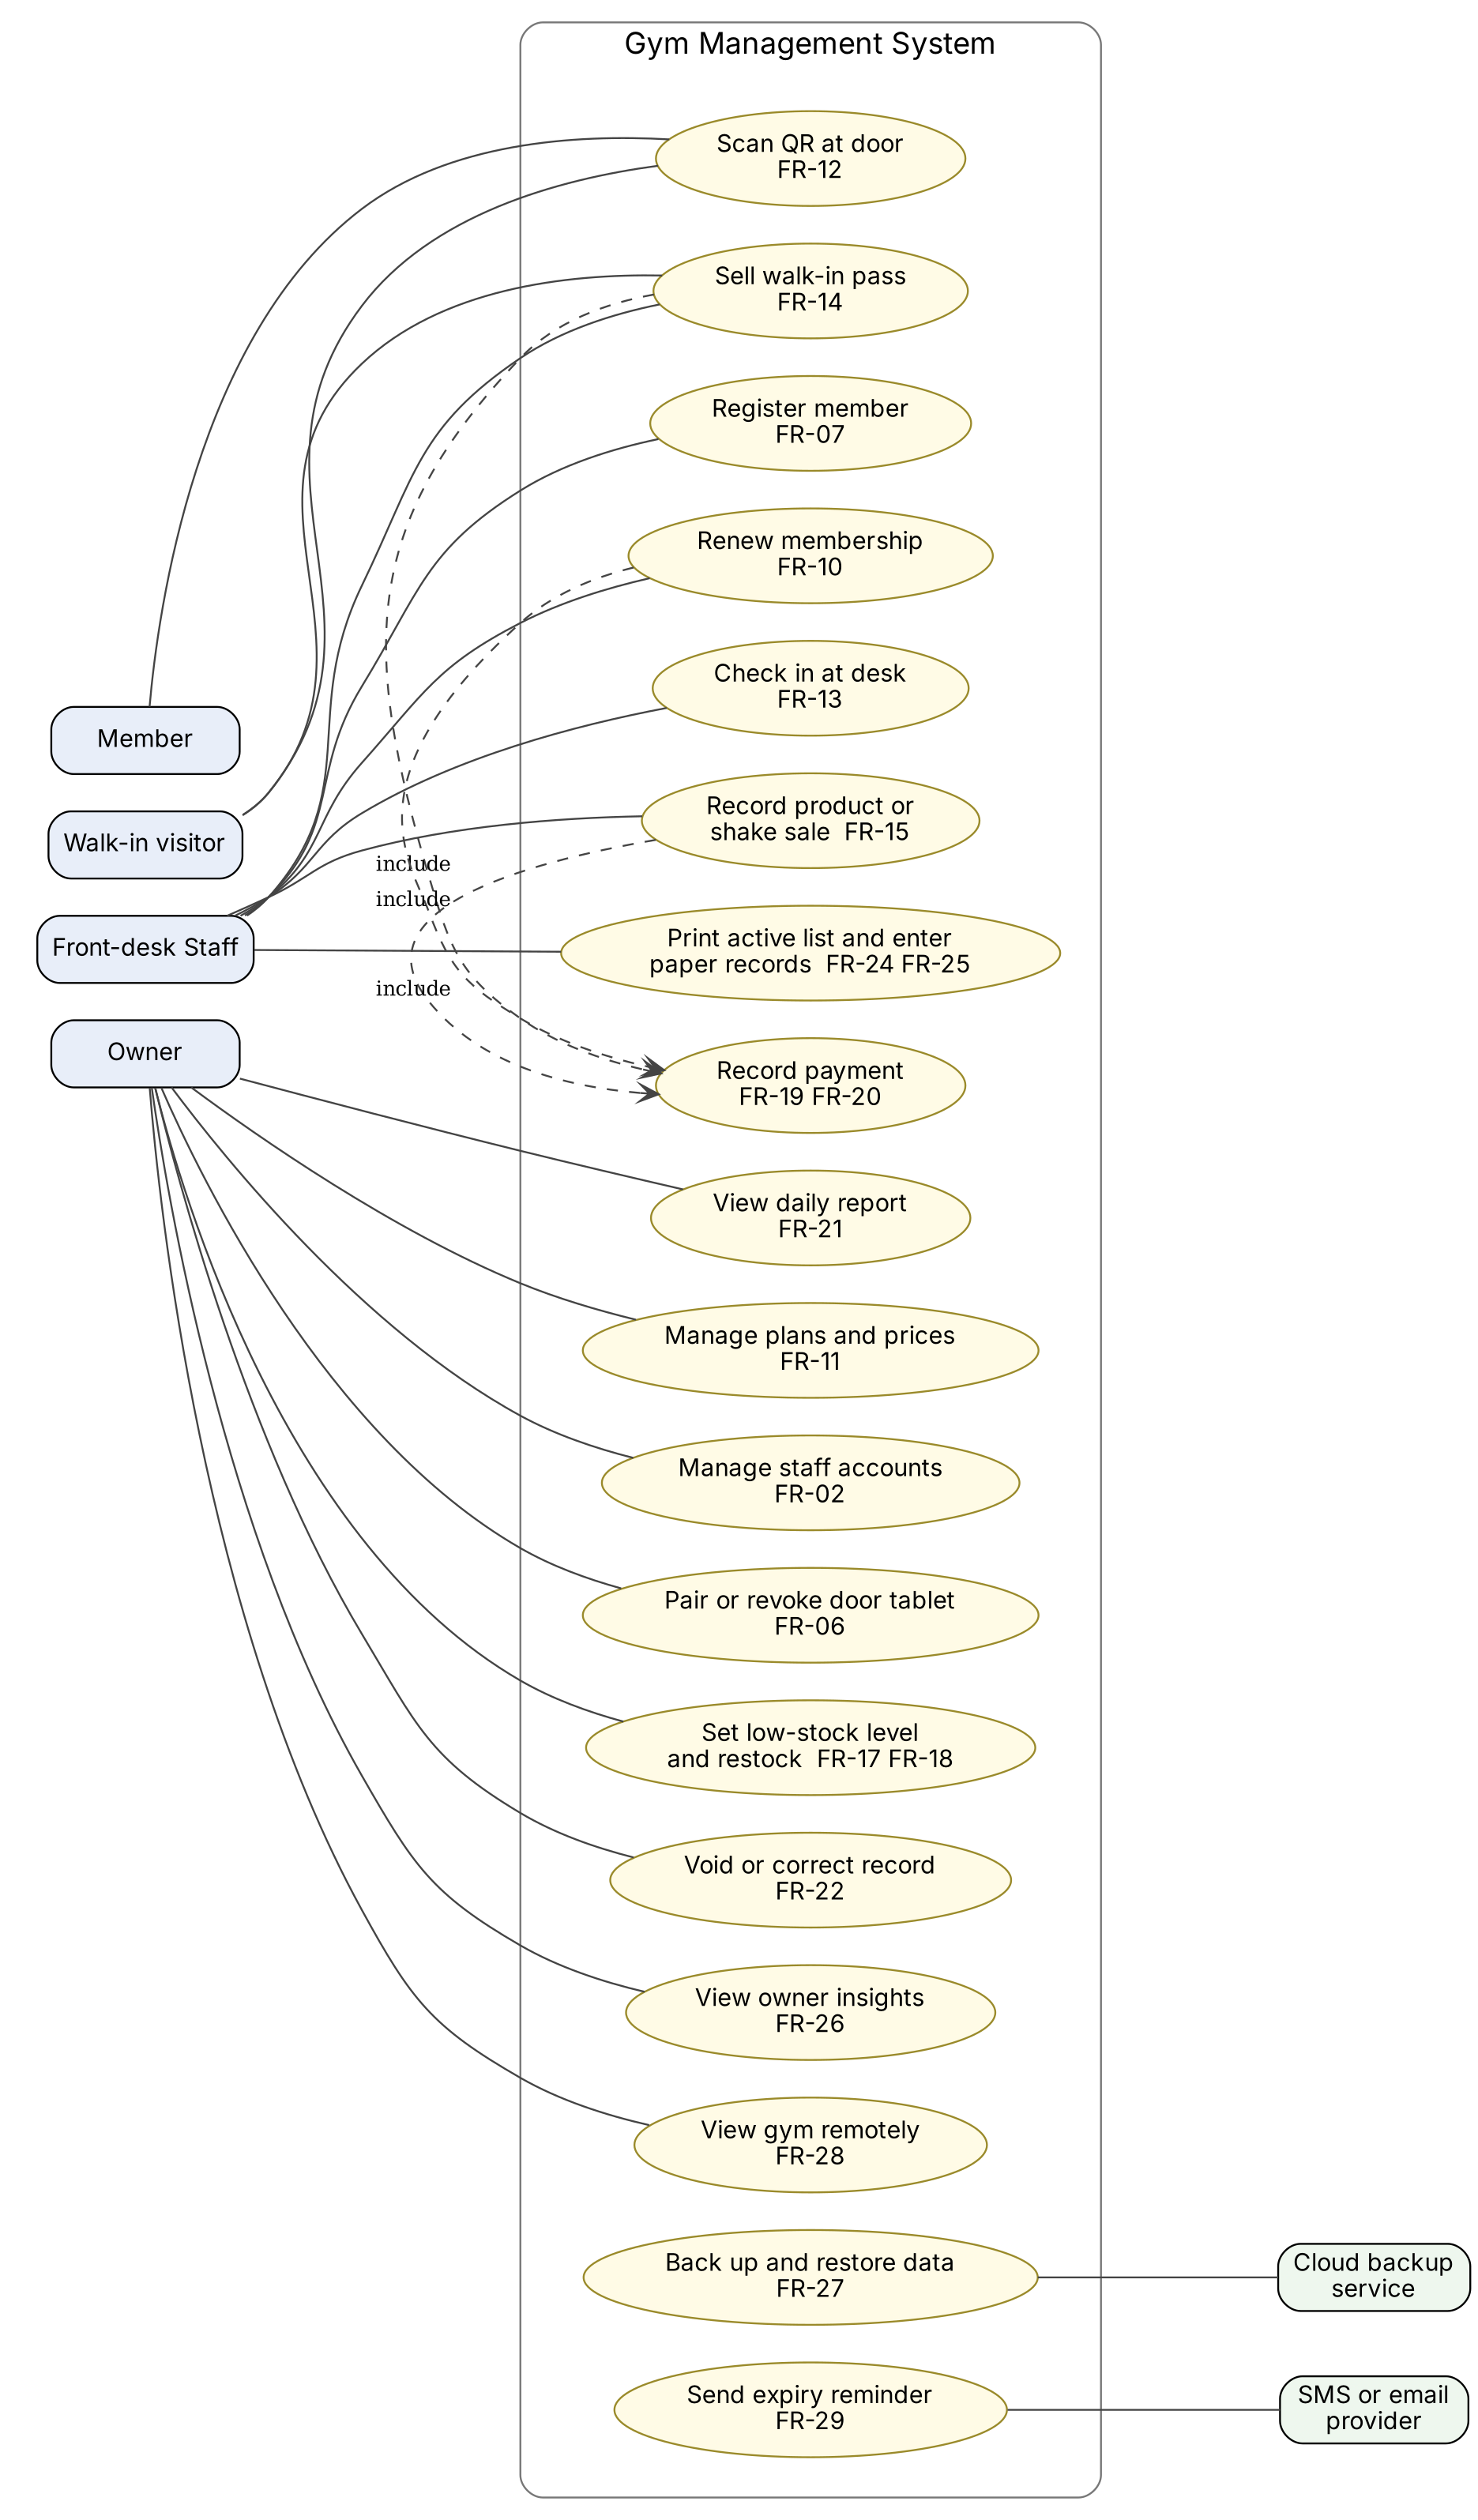 Gym Management System
Scan QR at door
FR-12
Sell walk-in pass
FR-14
Register member
FR-07
Renew membership
FR-10
Check in at desk
FR-13
Member
Record product or
shake sale  FR-15
Walk-in visitor
include
include
Print active list and enter
paper records  FR-24 FR-25
Front-desk Staff
include
Owner
Record payment
FR-19 FR-20
View daily report
FR-21
Manage plans and prices
FR-11
Manage staff accounts
FR-02
Pair or revoke door tablet
FR-06
Set low-stock level
and restock  FR-17 FR-18
Void or correct record
FR-22
View owner insights
FR-26
View gym remotely
FR-28
Back up and restore data
FR-27
Cloud backup
service
Send expiry reminder
FR-29
SMS or email
provider